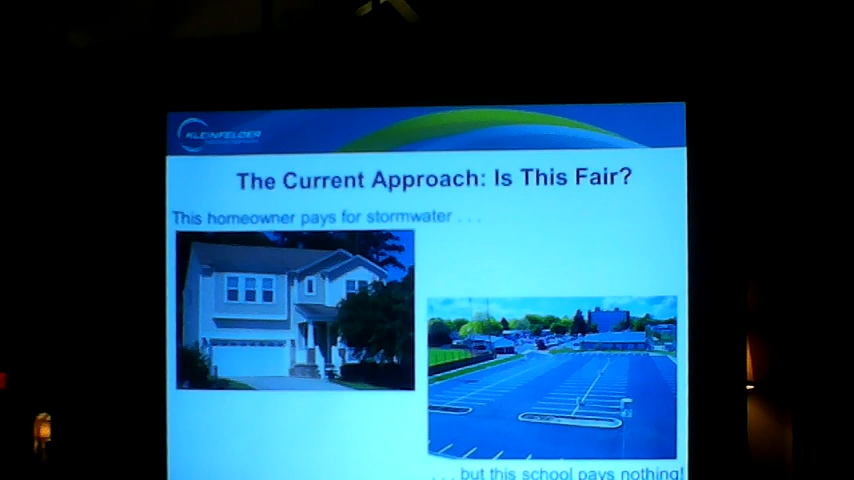 KLEINFELDER
The Current Approach: Is This Fair?
This homeowner pays for stormwater . . .
. . . but this school pays nothing!